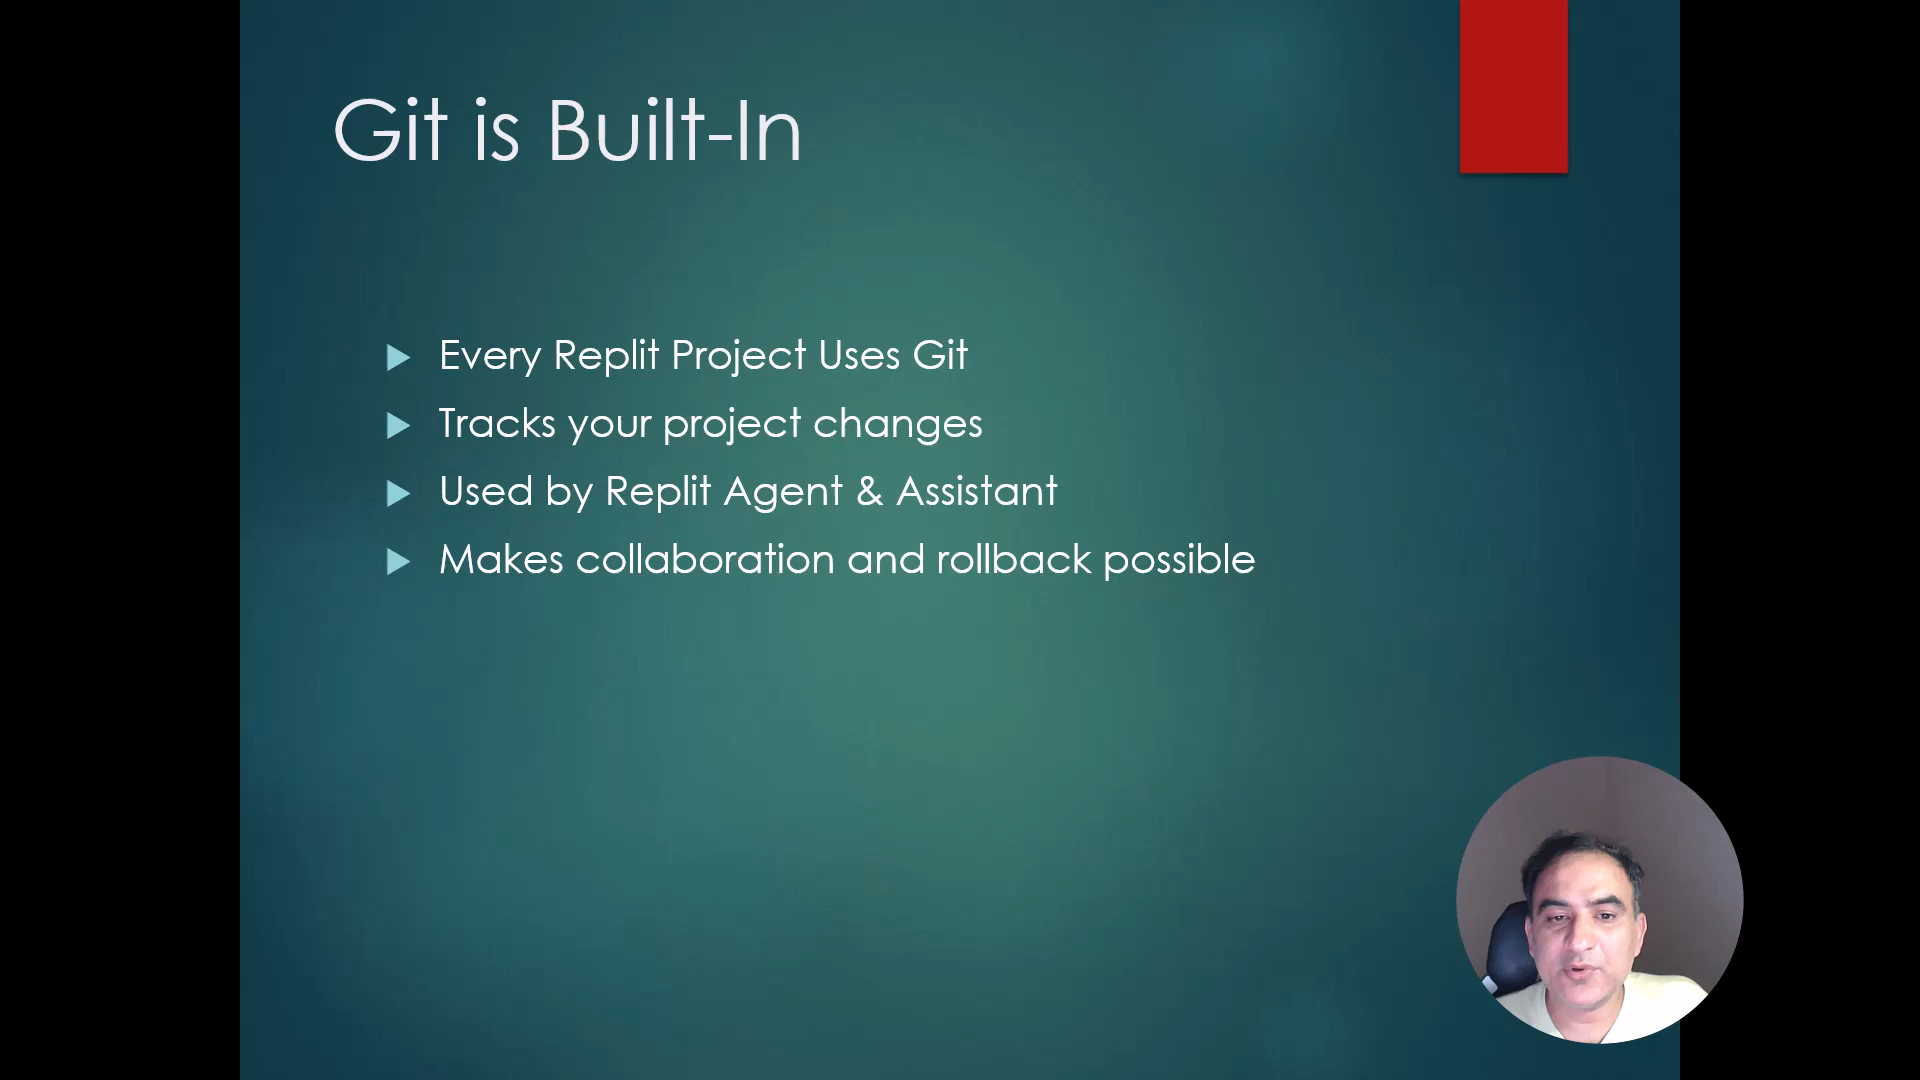 Git is Built-In
Every Replit Project Uses Git
Tracks your project changes
Used by Replit Agent & Assistant
Makes collaboration and rollback possible